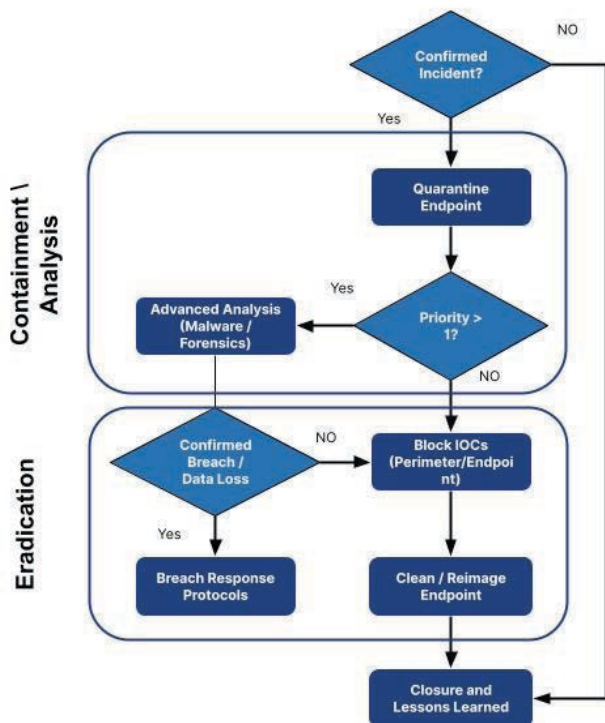 NO
Confirmed
Incident?
Yes
Containment \
Analysis
Quarantine
Endpoint
Yes
Advanced Analysis
(Malware /
Forensics)
Priority >
1?
NO
Eradication
Confirmed
Breach /
Data Loss
NO
Block IOCs
(Perimeter/Endpoi
nt)
Yes
Breach Response
Protocols
Clean / Reimage
Endpoint
Closure and
Lessons Learned